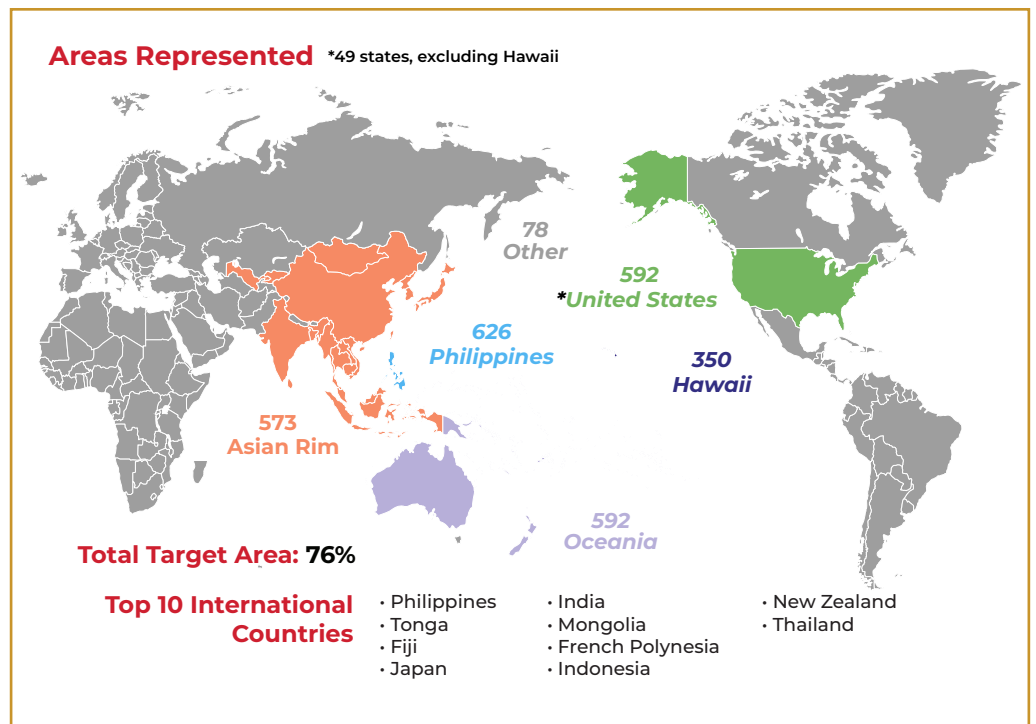 Areas Represented *49 states, excluding Hawaii
78
Other
592
*United States
626
Philippines
350
Hawaii
573
Asian Rim
592
Oceania
Total Target Area: 76%
Top 10 International
Countries
• Philippines
• Tonga
• Fiji
• Japan
• India
• Mongolia
• French Polynesia
• Indonesia
• New Zealand
• Thailand